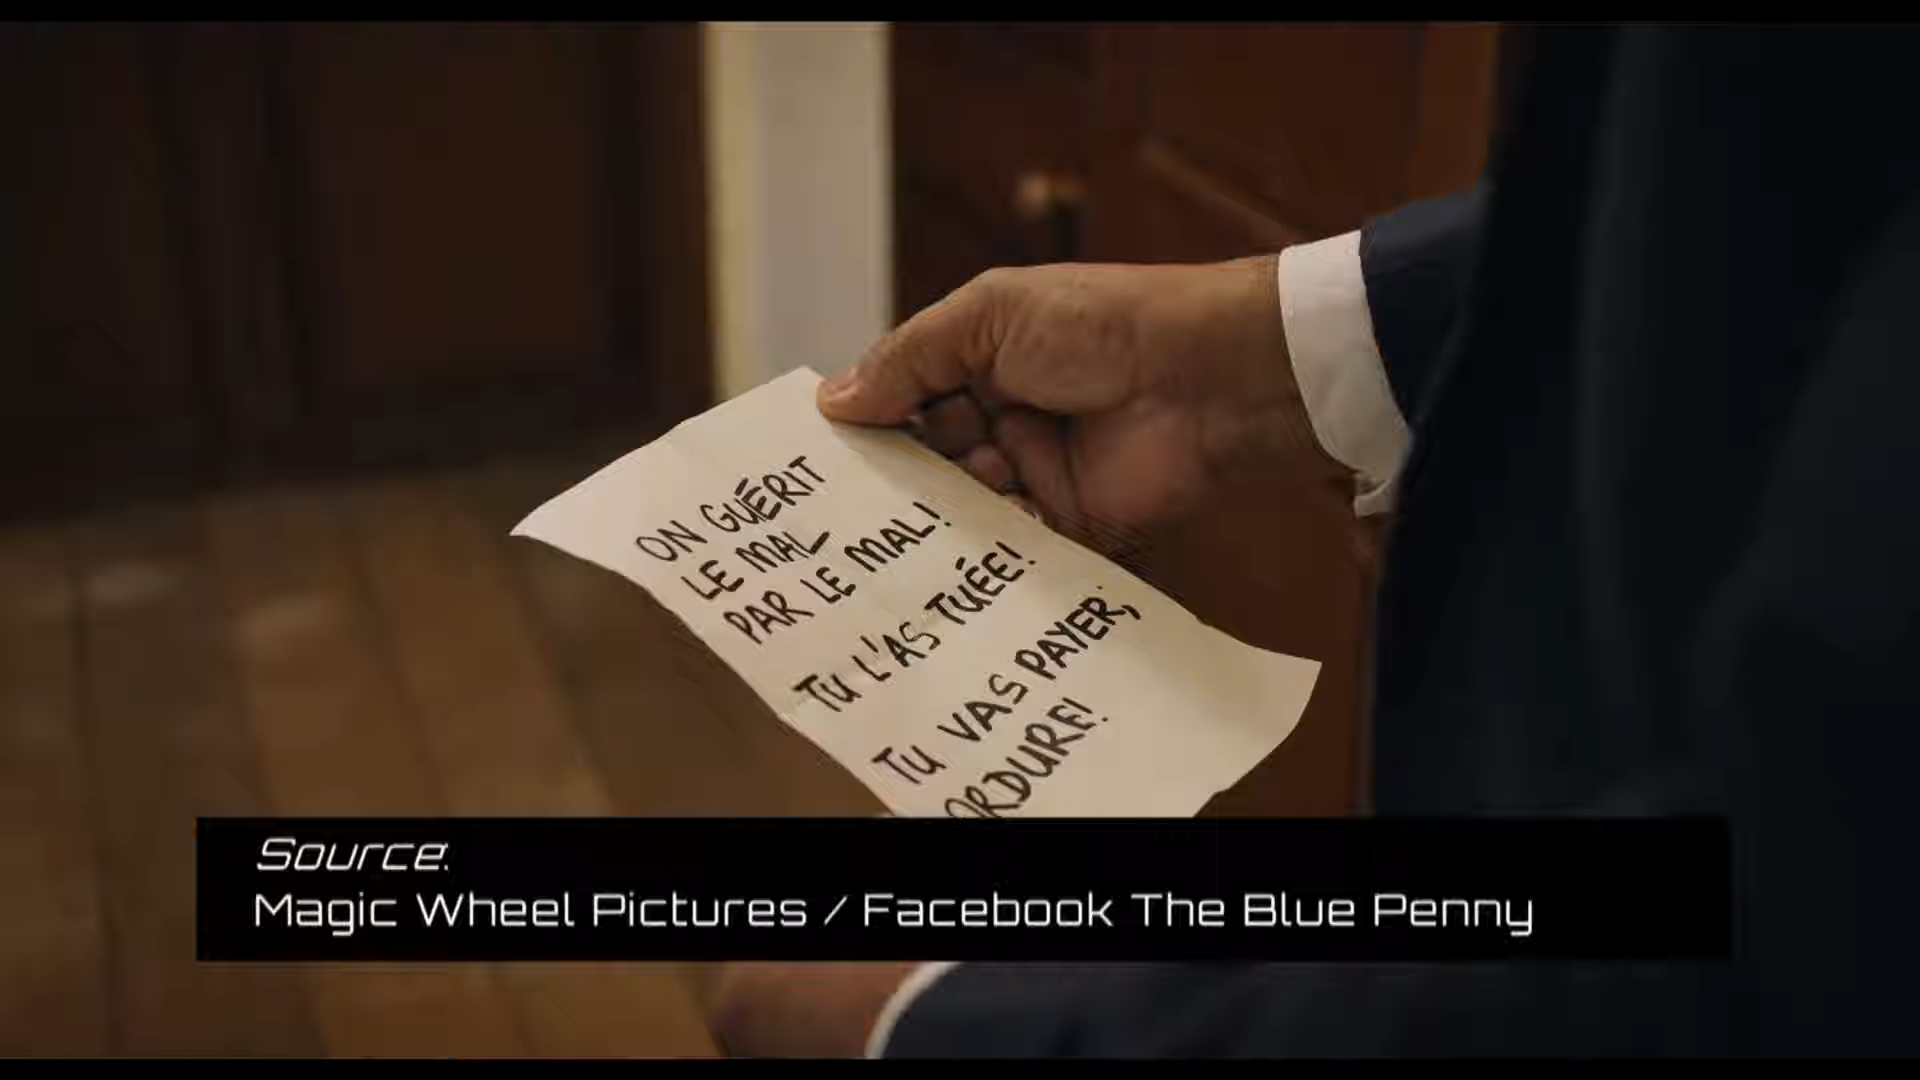 ON GUÉRIT
LE MAL
PAR LE MAL!
TU L'AS TUÉE!
TU VAS PAYER,
ORDURE!
Source:
Magic Wheel Pictures / Facebook The Blue Penny